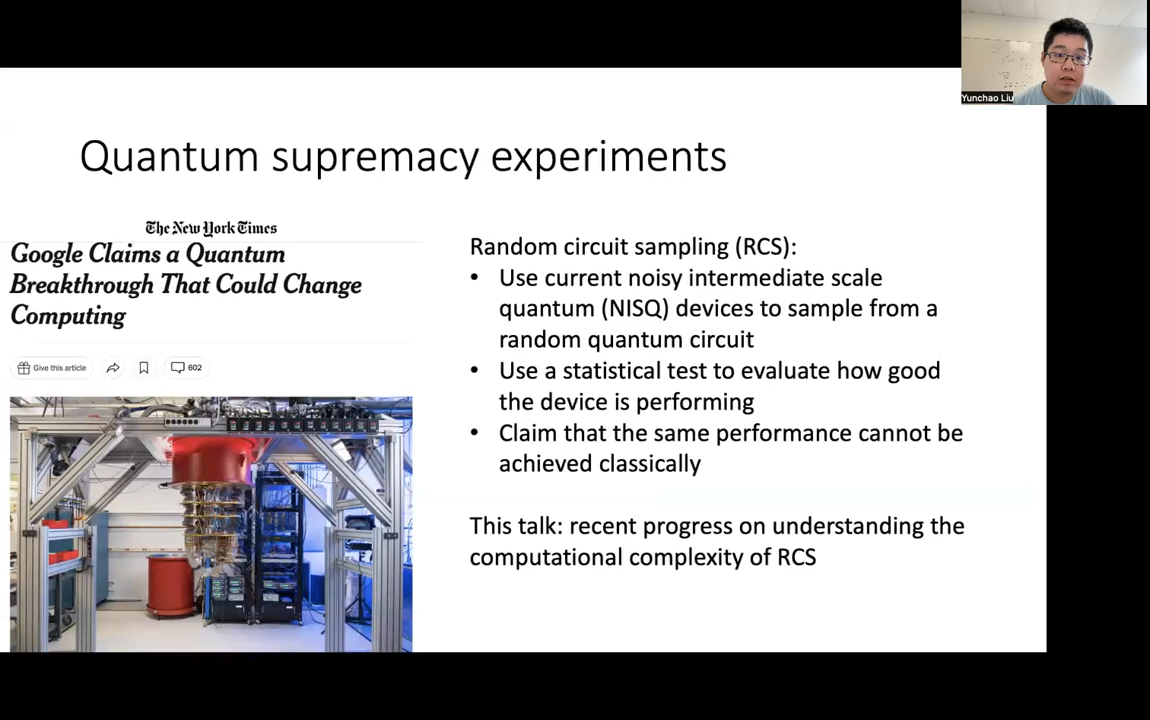 Yunchao Liu
Quantum supremacy experiments
The New York Times
Google Claims a Quantum
Breakthrough That Could Change
Computing
Give this article
602
Random circuit sampling (RCS):
• Use current noisy intermediate scale
quantum (NISQ) devices to sample from a
random quantum circuit
• Use a statistical test to evaluate how good
the device is performing
• Claim that the same performance cannot be
achieved classically
This talk: recent progress on understanding the
computational complexity of RCS